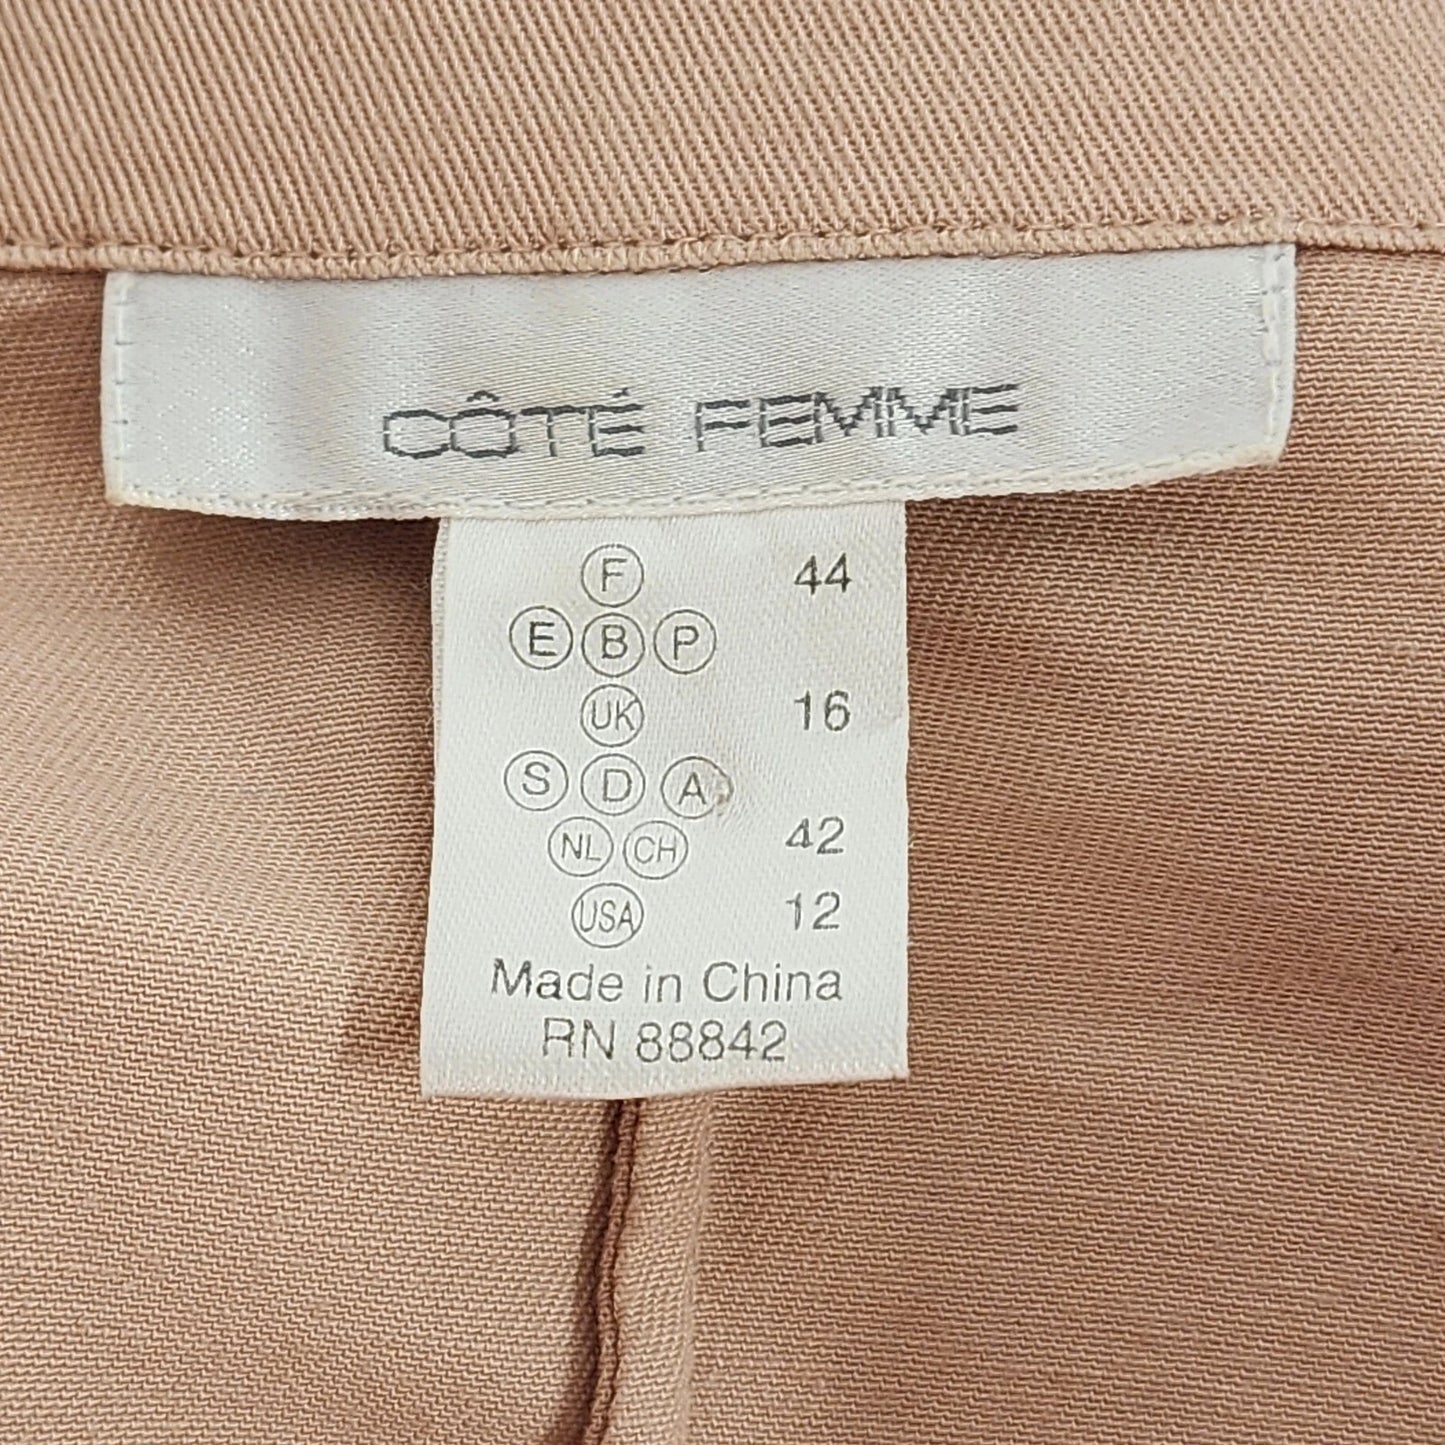 CÔTÉ FEMME
F 44
E B P
UK 16
S D A
NL CH 42
USA 12
Made in China
RN 88842